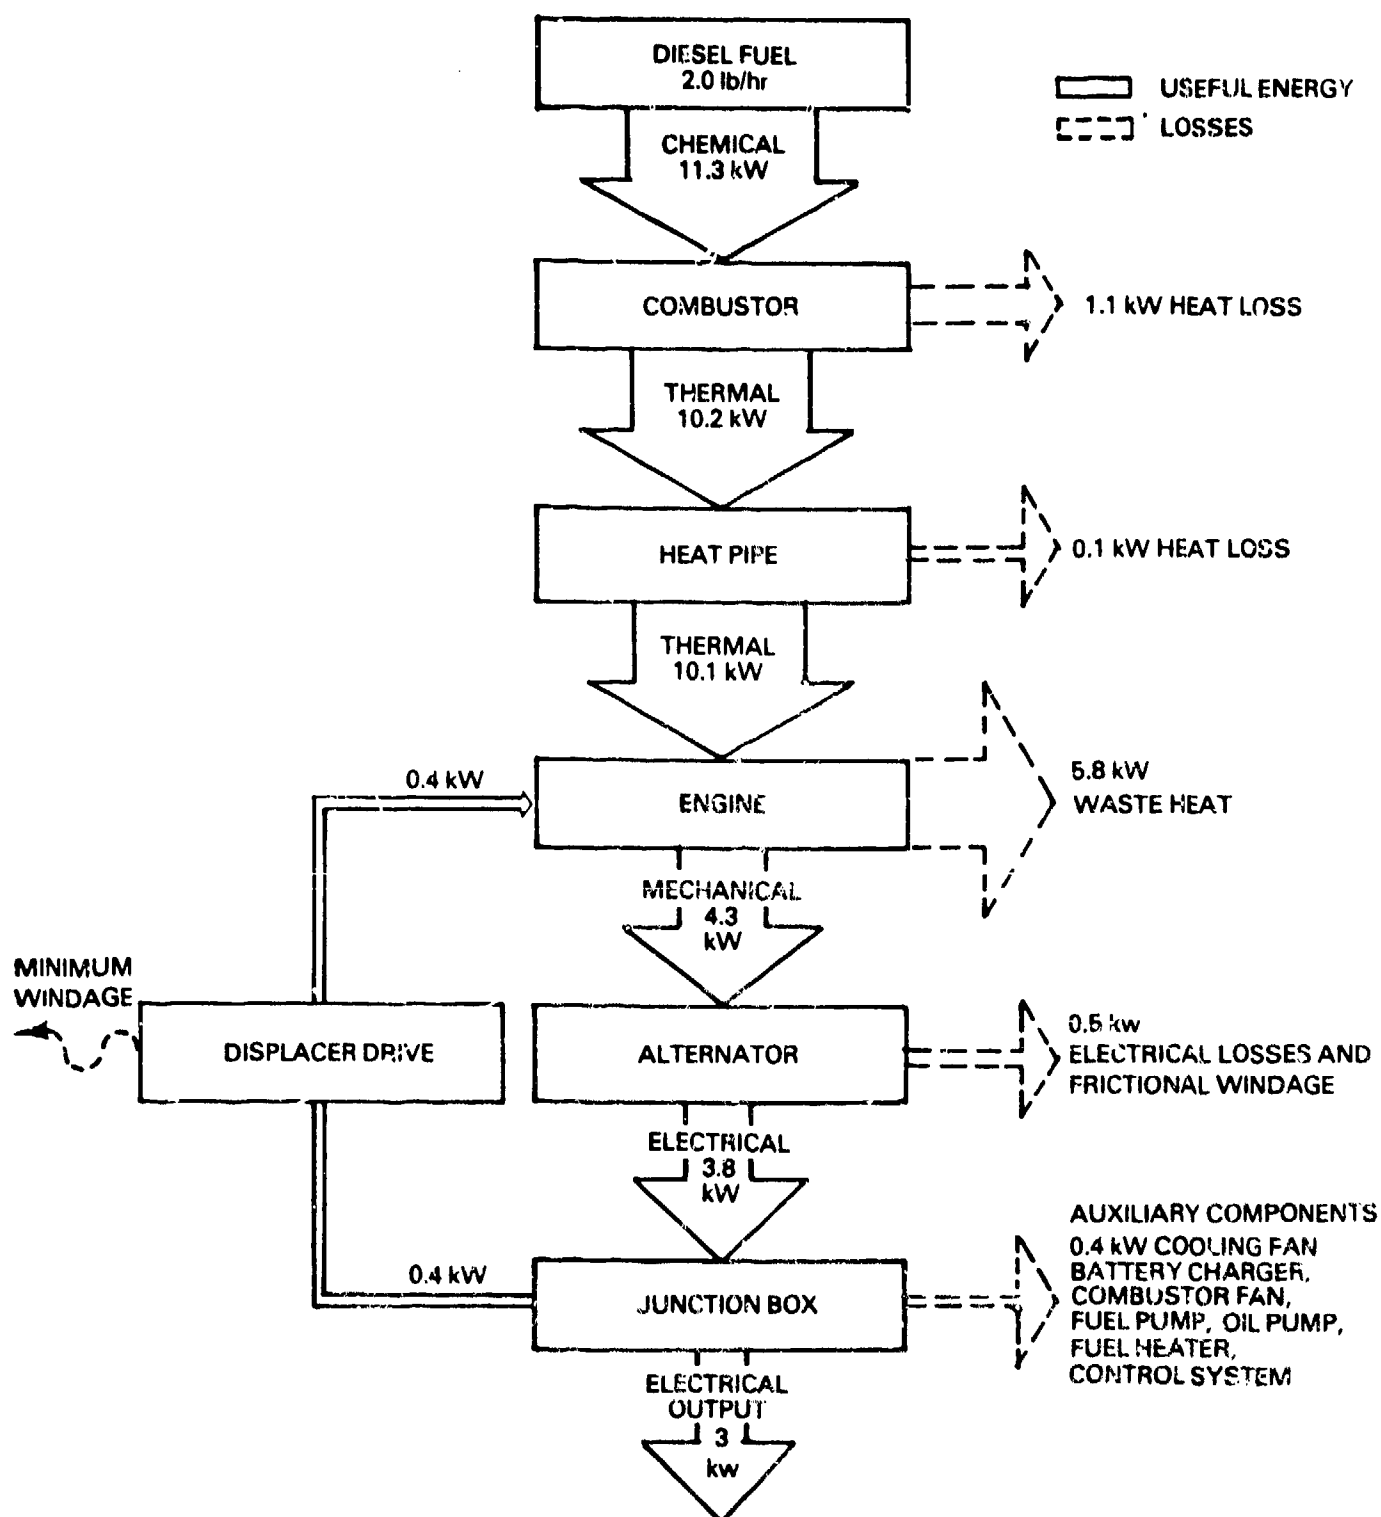 DIESEL FUEL
2.0 lb/hr
USEFUL ENERGY
LOSSES
CHEMICAL
11.3 kW
COMBUSTOR
1.1 kW HEAT LOSS
THERMAL
10.2 kW
HEAT PIPE
0.1 kW HEAT LOSS
THERMAL
10.1 kW
0.4 kW
ENGINE
5.8 kW
WASTE HEAT
MECHANICAL
4.3
kW
MINIMUM
WINDAGE
DISPLACER DRIVE
ALTERNATOR
0.5 kw
ELECTRICAL LOSSES AND
FRICTIONAL WINDAGE
ELECTRICAL
3.8
kW
0.4 kW
JUNCTION BOX
AUXILIARY COMPONENTS
0.4 kW COOLING FAN
BATTERY CHARGER,
COMBUSTOR FAN,
FUEL PUMP, OIL PUMP,
FUEL HEATER,
CONTROL SYSTEM
ELECTRICAL
OUTPUT
3
kw